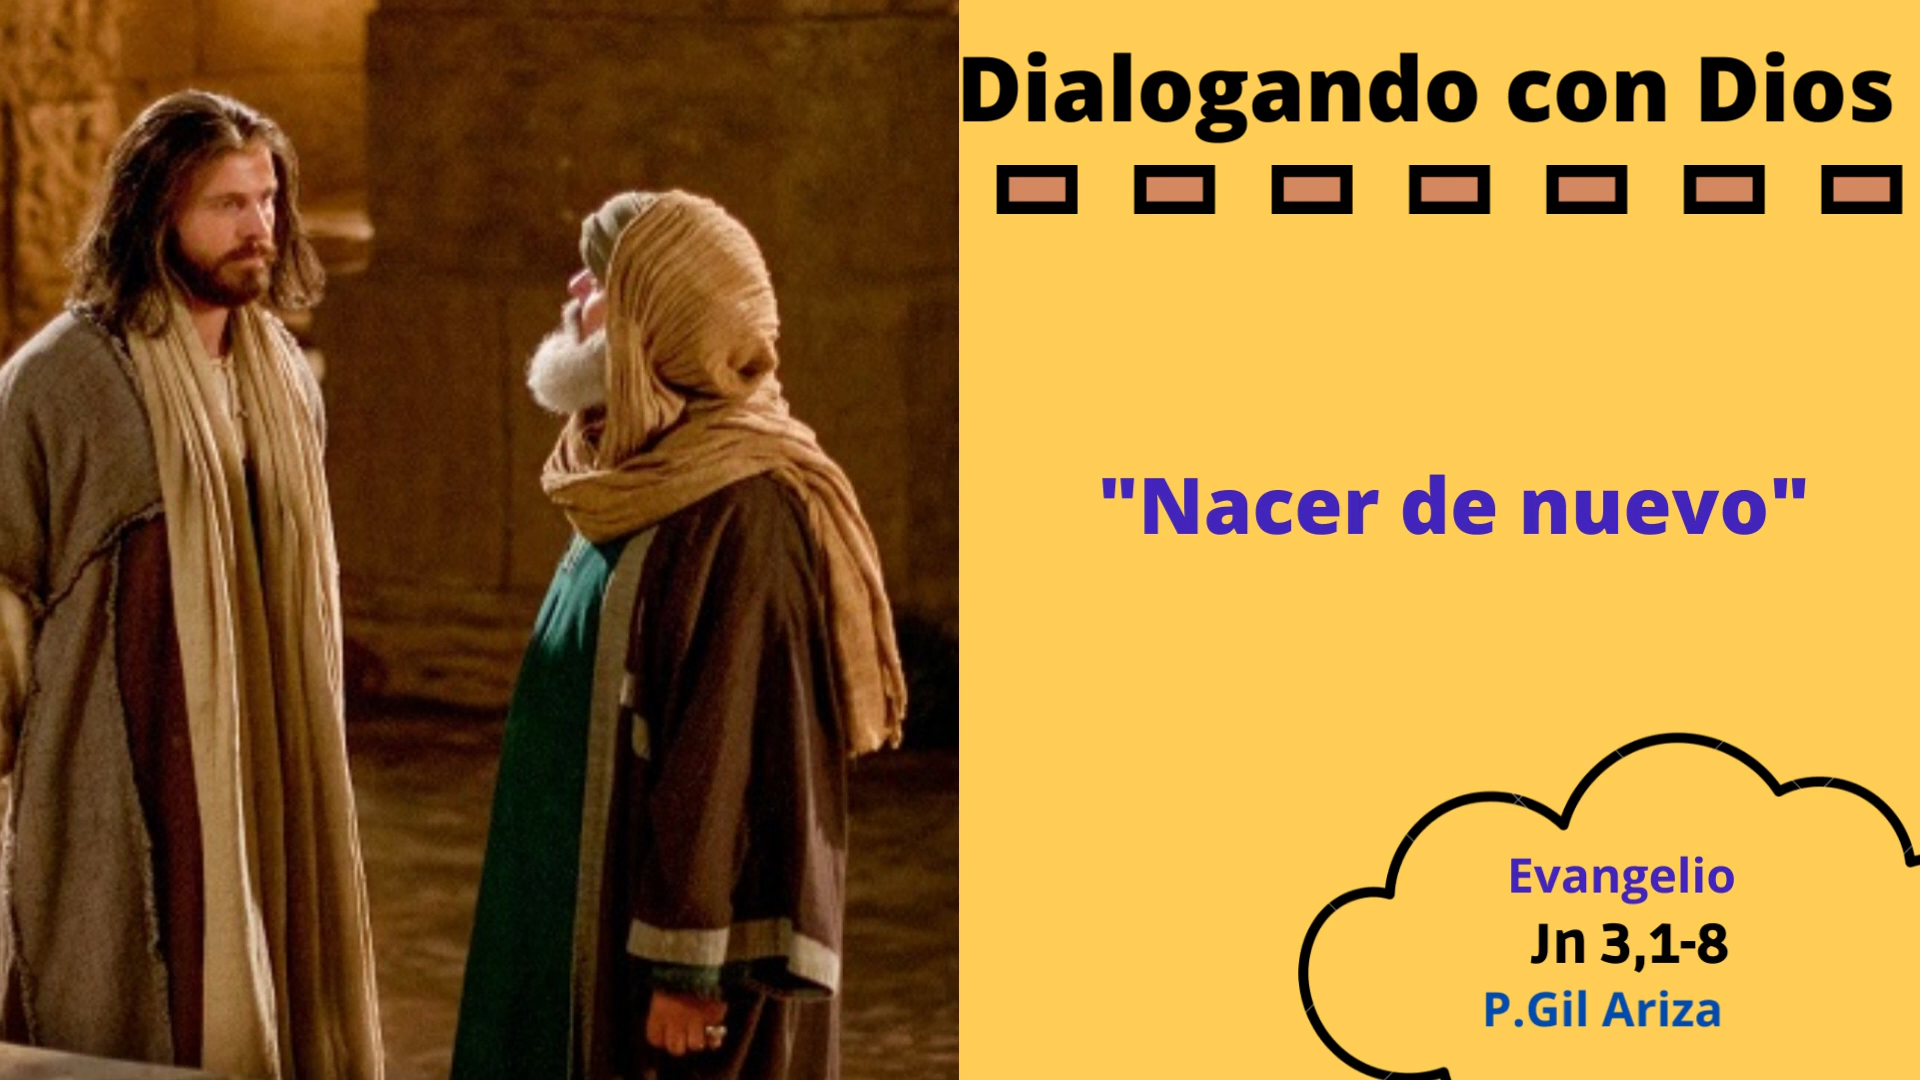 Dialogando con Dios
"Nacer de nuevo"
Evangelio
Jn 3,1-8
P.Gil Ariza